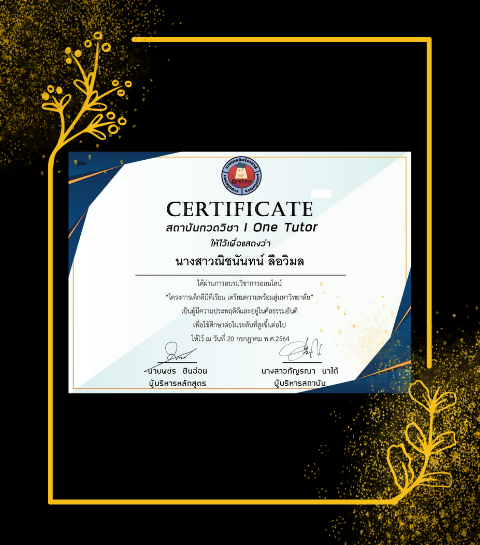 CERTIFICATE
สถาบันกวดวิชา I One Tutor
ให้ไว้เพื่อแสดงว่า
นางสาวณิชนันทน์ ลือวิมล
ได้ผ่านการอบรมวิชาการออนไลน์
"โครงการเด็กดีมีที่เรียน เตรียมความพร้อมสู่มหาวิทยาลัย"
เป็นผู้มีความประพฤติดีและอยู่ในศีลธรรมอันดี
เพื่อใช้ศึกษาต่อในระดับที่สูงขึ้นต่อไป
ให้ไว้ ณ วันที่ 20 กรกฎาคม พ.ศ.2564
นายพชร ชินอ่อน
ผู้บริหารหลักสูตร
นางสาวกัญรณา นาใต้
ผู้บริหารสถาบัน